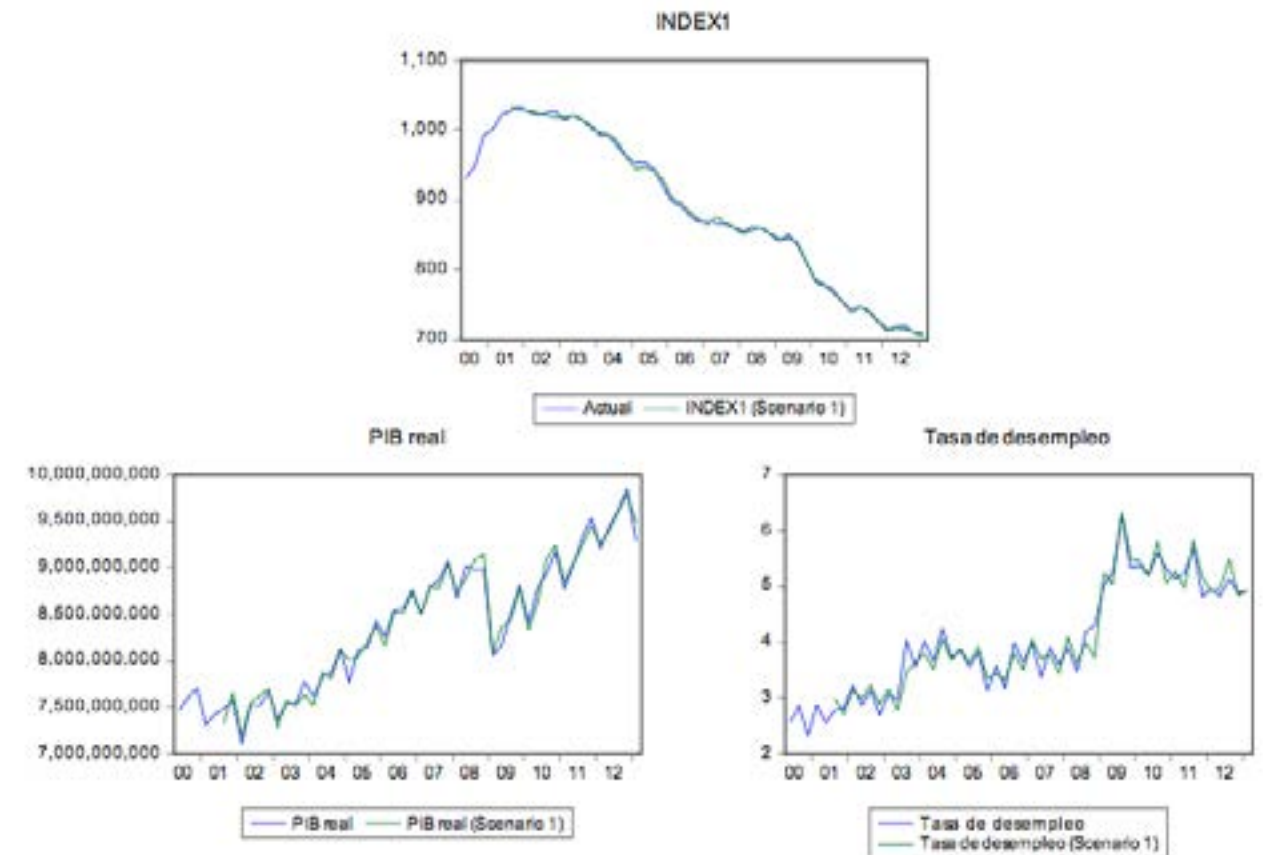 INDEX1
1,100
1,000
900
800
700
00 01 02 03 04 05 06 07 08 09 10 11 12
Actual INDEX1 (Scenario 1)
PIB real
10,000,000,000
9,500,000,000
9,000,000,000
8,500,000,000
8,000,000,000
7,500,000,000
7,000,000,000
00 01 02 03 04 05 06 07 08 09 10 11 12
PIB real PIB real (Scenario 1)
Tasa de desempleo
7
6
5
4
3
2
00 01 02 03 04 05 06 07 08 09 10 11 12
Tasa de desempleo
Tasa de desempleo (Scenario 1)